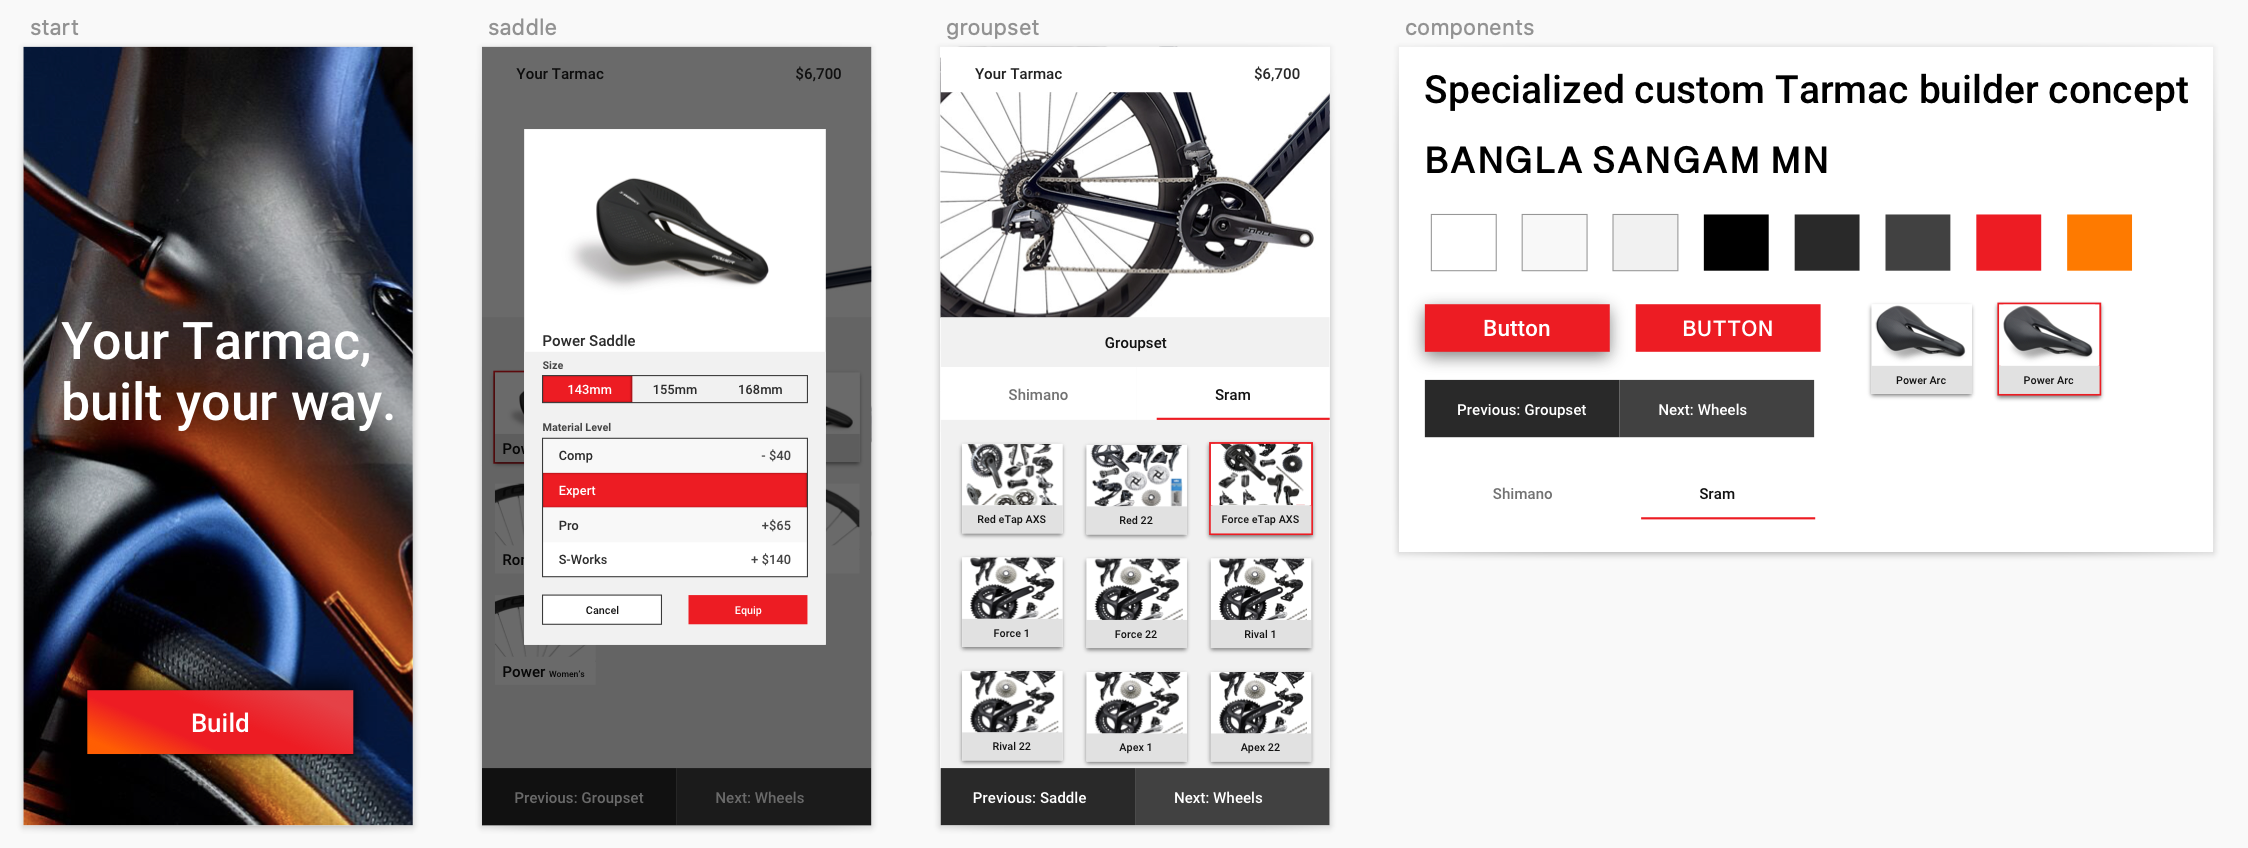 start
Your Tarmac,
built your way.
Build
saddle
Your Tarmac $6,700
Power Saddle
Size
143mm 155mm 168mm
Material Level
Comp - $40
Expert
Pro +$65
S-Works + $140
Cancel Equip
Power Women's
Previous: Groupset Next: Wheels
groupset
Your Tarmac $6,700
FORCE
Groupset
Shimano Sram
Red eTap AXS Red 22 Force eTap AXS
Force 1 Force 22 Rival 1
Rival 22 Apex 1 Apex 22
Previous: Saddle Next: Wheels
components
Specialized custom Tarmac builder concept
BANGLA SANGAM MN
Button BUTTON
Power Arc Power Arc
Previous: Groupset Next: Wheels
Shimano Sram